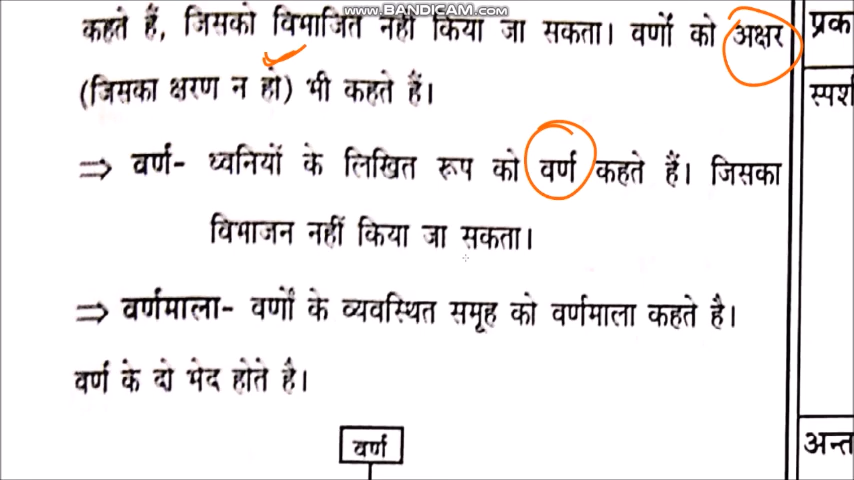 www.BANDICAM.com
कहते हैं, जिसको विभाजित नहीं किया जा सकता। वर्णों को अक्षर
(जिसका क्षरण न हो) भी कहते हैं।
⇒ वर्ण- ध्वनियों के लिखित रूप को वर्ण कहते हैं। जिसका
विभाजन नहीं किया जा सकता।
⇒ वर्णमाला- वर्णों के व्यवस्थित समूह को वर्णमाला कहते है।
वर्ण के दो भेद होते है।
वर्ण
प्रक
स्पर्श
अन्त